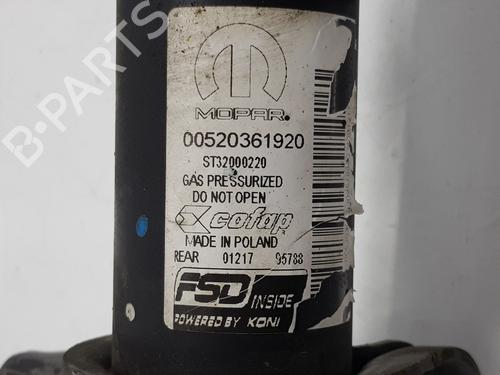 MOPAR.
00520361920
ST32000220
GAS PRESSURIZED
DO NOT OPEN
cofap
MADE IN POLAND
REAR 01217 95788
FSD INSIDE
POWERED BY KONI
B-PARTS